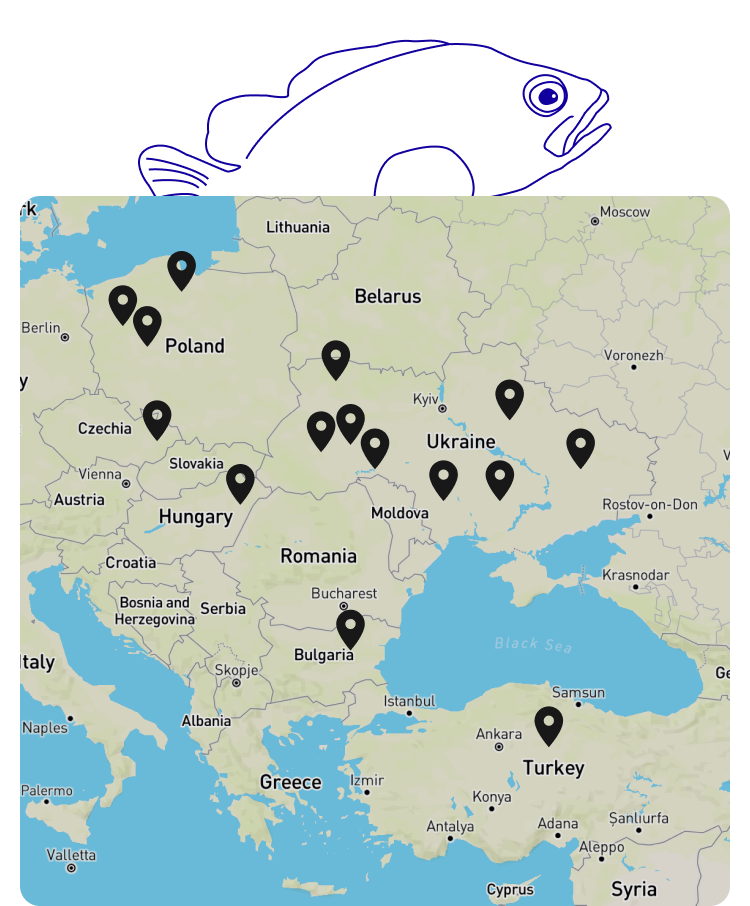 rk
Moscow
Lithuania
Belarus
Berlin
Poland
Voronezh
y
Kyiv
Czechia
Ukraine
Slovakia
Vienna
Austria
Rostov-on-Don
Hungary
Moldova
Romania
Croatia
Krasnodar
Bucharest
Bosnia and
Herzegovina
Serbia
Black Sea
Bulgaria
Italy
Skopje
Ge
Samsun
Istanbul
Albania
Naples
Ankara
Turkey
Greece
Izmir
Palermo
Konya
Şanlıurfa
Antalya
Adana
Aleppo
Valletta
Cyprus
Syria